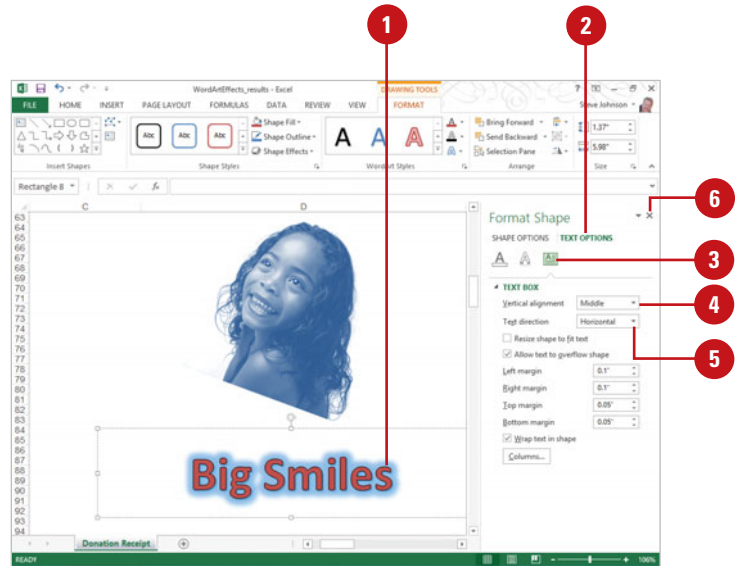 1
2
WordArtEffects_results - Excel
DRAWING TOOLS
?
FILE HOME INSERT PAGE LAYOUT FORMULAS DATA REVIEW VIEW FORMAT
Steve Johnson
Abc Abc Abc
Shape Fill
Shape Outline
Shape Effects
A A A
A
A
A
Bring Forward
Send Backward
Selection Pane
1.37"
5.98"
Insert Shapes
Shape Styles
WordArt Styles
Arrange
Size
Rectangle 8
fx
C D
63
64
65
66
67
68
69
70
71
72
73
74
75
76
77
78
79
80
81
82
83
84
85
86
87
88
89
90
91
92
93
94
Big Smiles
Format Shape
6
SHAPE OPTIONS TEXT OPTIONS
A A A
3
TEXT BOX
Vertical alignment Middle
4
Text direction Horizontal
5
Resize shape to fit text
Allow text to overflow shape
Left margin 0.1"
Right margin 0.1"
Top margin 0.05"
Bottom margin 0.05"
Wrap text in shape
Columns...
Donation Receipt
READY
106%